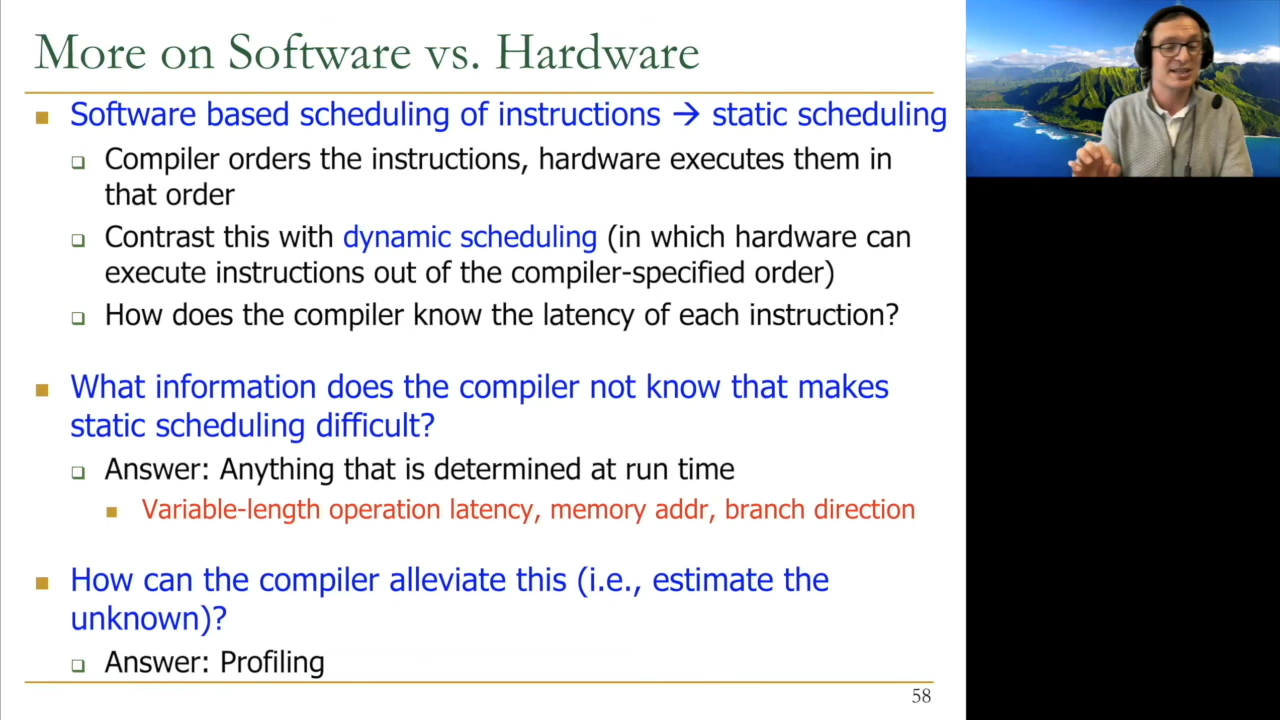 More on Software vs. Hardware
Software based scheduling of instructions → static scheduling
Compiler orders the instructions, hardware executes them in
that order
Contrast this with dynamic scheduling (in which hardware can
execute instructions out of the compiler-specified order)
How does the compiler know the latency of each instruction?
What information does the compiler not know that makes
static scheduling difficult?
Answer: Anything that is determined at run time
Variable-length operation latency, memory addr, branch direction
How can the compiler alleviate this (i.e., estimate the
unknown)?
Answer: Profiling
58